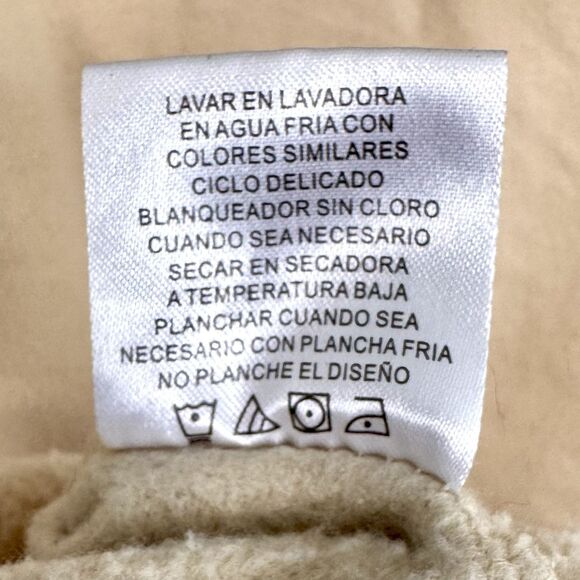 LAVAR EN LAVADORA
EN AGUA FRIA CON
COLORES SIMILARES
CICLO DELICADO
BLANQUEADOR SIN CLORO
CUANDO SEA NECESARIO
SECAR EN SECADORA
A TEMPERATURA BAJA
PLANCHAR CUANDO SEA
NECESARIO CON PLANCHA FRIA
NO PLANCHE EL DISEÑO